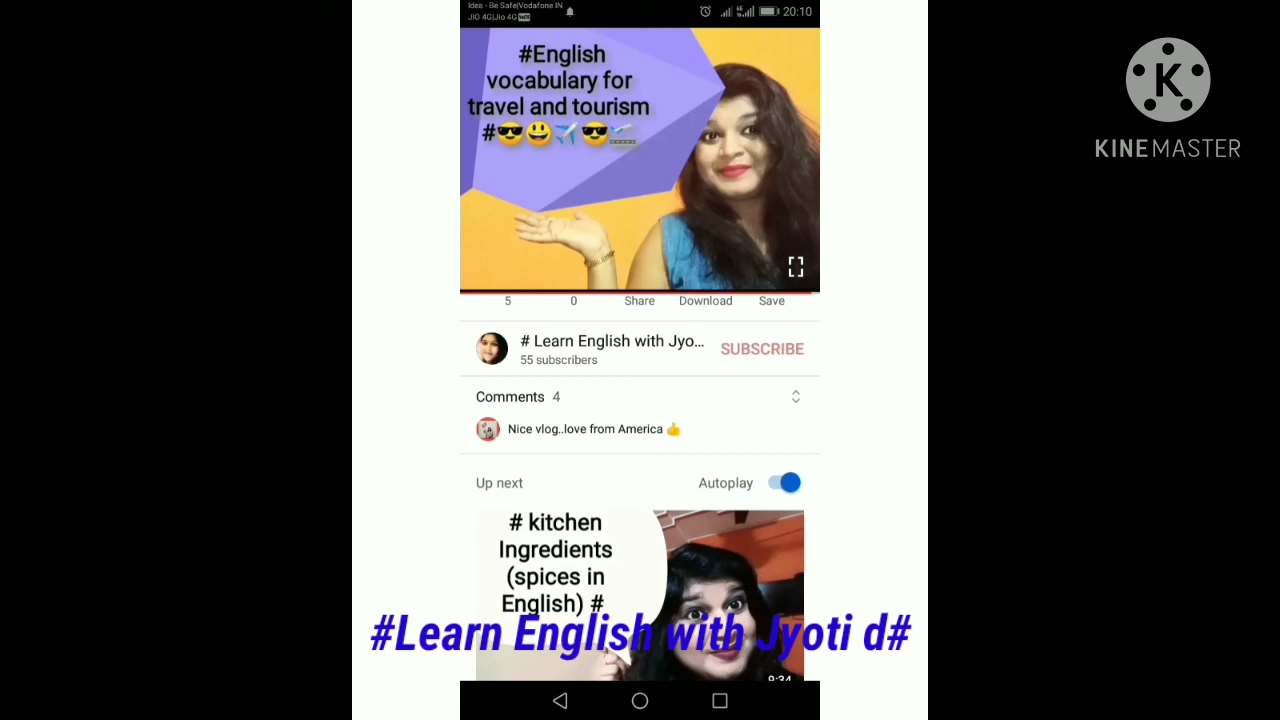 Idea - Be Safe|Vodafone IN
JIO 4G|Jio 4G
20:10
#English
vocabulary for
travel and tourism
#😎😃✈️😎🛫
5 0 Share Download Save
# Learn English with Jyo... SUBSCRIBE
55 subscribers
Comments 4
Nice vlog..love from America 👍
Up next Autoplay
# kitchen
Ingredients
(spices in
English) #
#Learn English with Jyoti d#
9:34
K
KINEMASTER